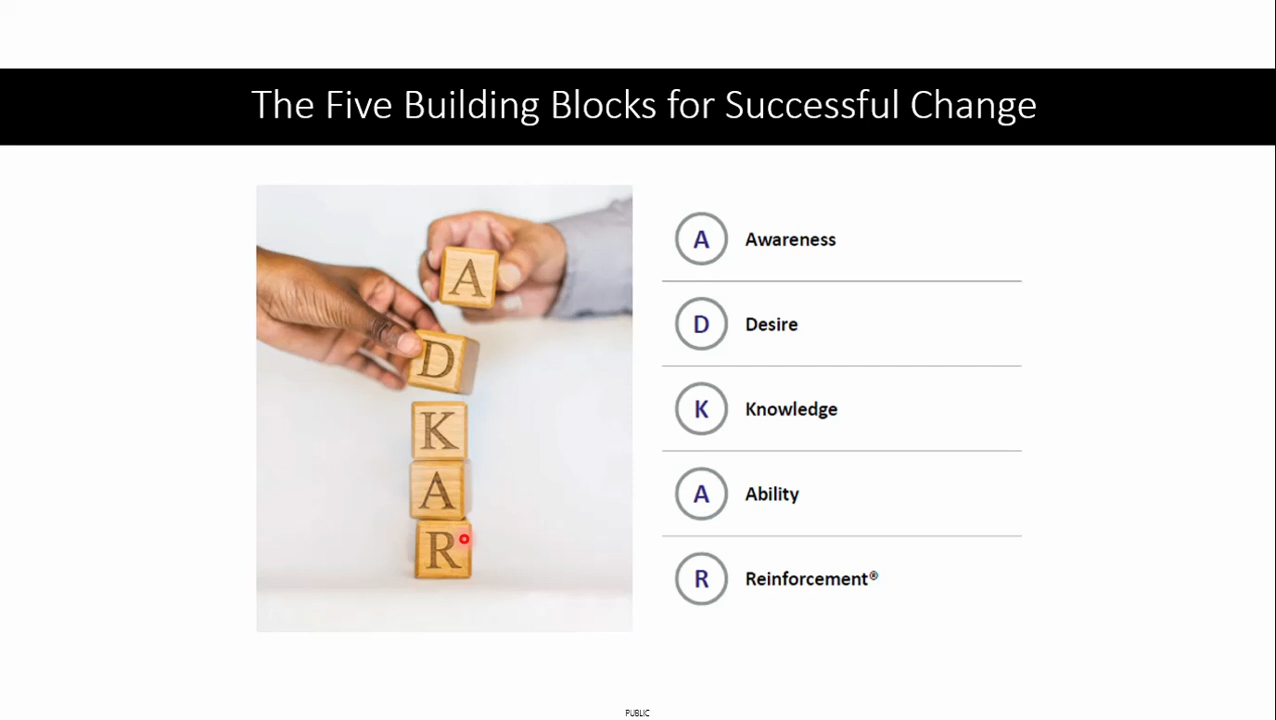 The Five Building Blocks for Successful Change
A
D
K
A
R
A Awareness
D Desire
K Knowledge
A Ability
R Reinforcement®
PUBLIC